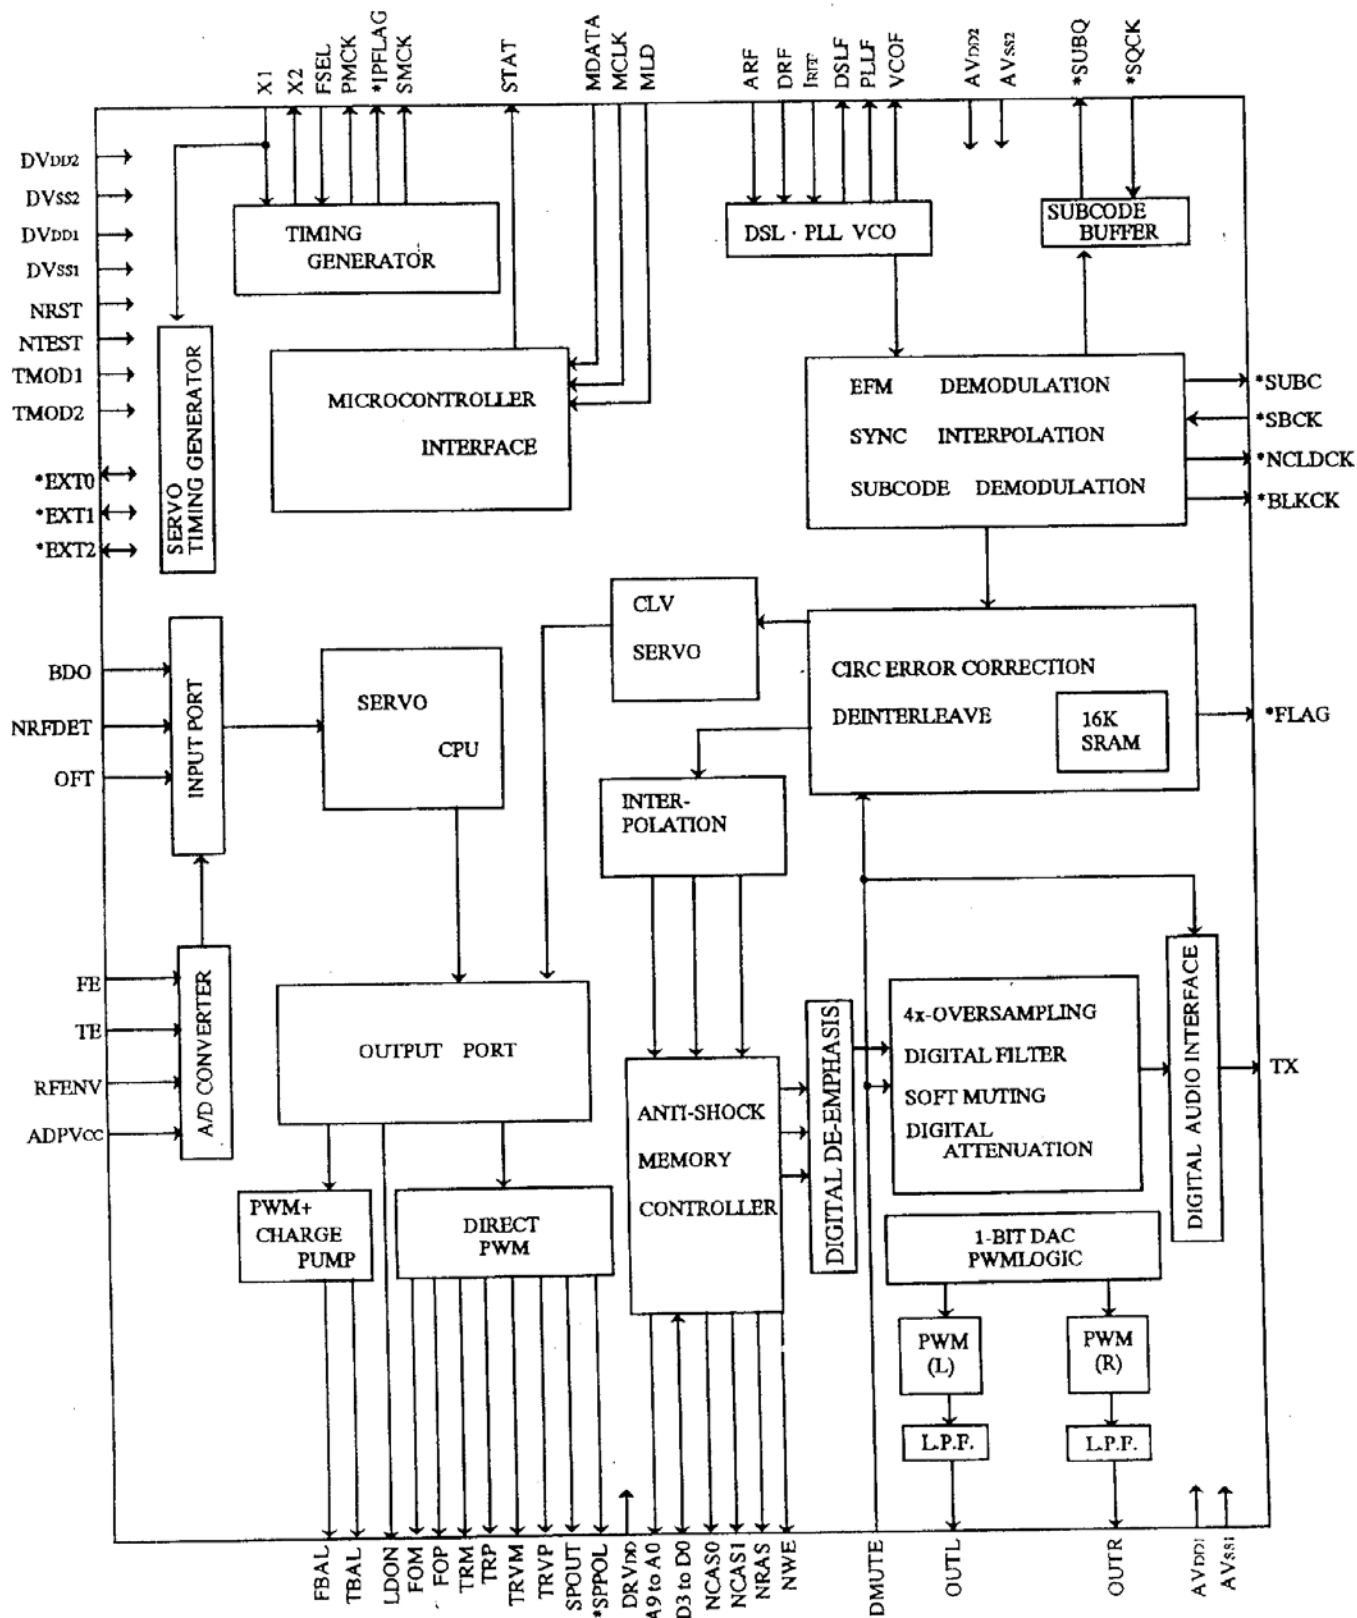 X1
X2
FSEL
PMCK
*IPFLAG
SMCK
STAT
MDATA
MCLK
MLD
ARF
DRF
IREF
DSLF
PLLF
VCOF
AVDD2
AVSS2
*SUBQ
*SQCK
DVDD2
DVSS2
DVDD1
DVSS1
NRST
NTEST
TMOD1
TMOD2
*EXT0
*EXT1
*EXT2
TIMING
GENERATOR
SERVO
TIMING GENERATOR
MICROCONTROLLER
INTERFACE
DSL · PLL VCO
SUBCODE
BUFFER
EFM DEMODULATION
SYNC INTERPOLATION
SUBCODE DEMODULATION
*SUBC
*SBCK
*NCLDCK
*BLKCK
CLV
SERVO
CIRC ERROR CORRECTION
DEINTERLEAVE
16K
SRAM
*FLAG
BDO
NRFDET
OFT
INPUT PORT
SERVO
CPU
INTER-
POLATION
FE
TE
RFENV
ADPVCC
A/D CONVERTER
OUTPUT PORT
ANTI-SHOCK
MEMORY
CONTROLLER
DIGITAL DE-EMPHASIS
4x-OVERSAMPLING
DIGITAL FILTER
SOFT MUTING
DIGITAL
ATTENUATION
DIGITAL AUDIO INTERFACE
TX
PWM+
CHARGE
PUMP
DIRECT
PWM
1-BIT DAC
PWMLOGIC
PWM
(L)
PWM
(R)
L.P.F.
L.P.F.
FBAL
TBAL
LDON
FOM
FOP
TRM
TRP
TRVM
TRVP
SPOUT
*SPPOL
DRVDD
A9 to A0
D3 to D0
NCAS0
NCAS1
NRAS
NWE
DMUTE
OUTL
OUTR
AVDD1
AVSS1